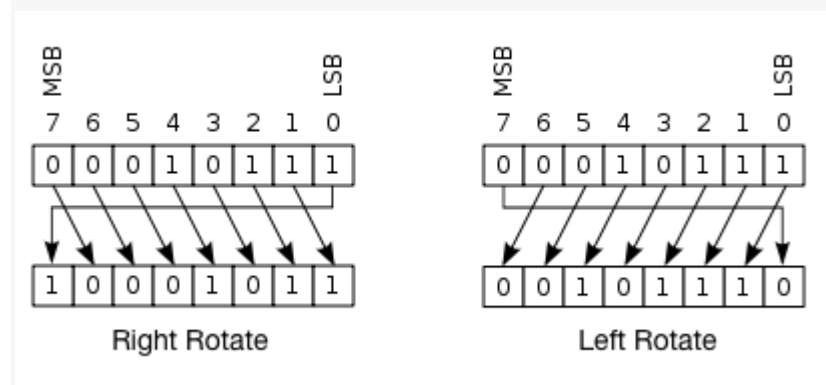 MSB LSB MSB LSB
7 6 5 4 3 2 1 0 7 6 5 4 3 2 1 0
0 0 0 1 0 1 1 1 0 0 0 1 0 1 1 1
1 0 0 0 1 0 1 1 0 0 1 0 1 1 1 0
Right Rotate Left Rotate